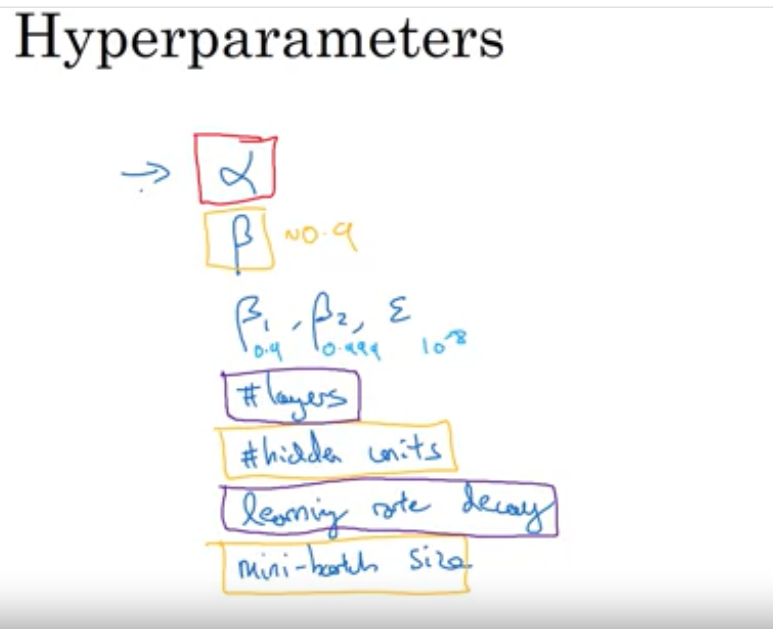 Hyperparameters
→ α
β ~0.9
β₁, β₂, ε
0.9 0.999 10⁻⁸
#layers
#hidden units
learning rate decay
mini-batch size